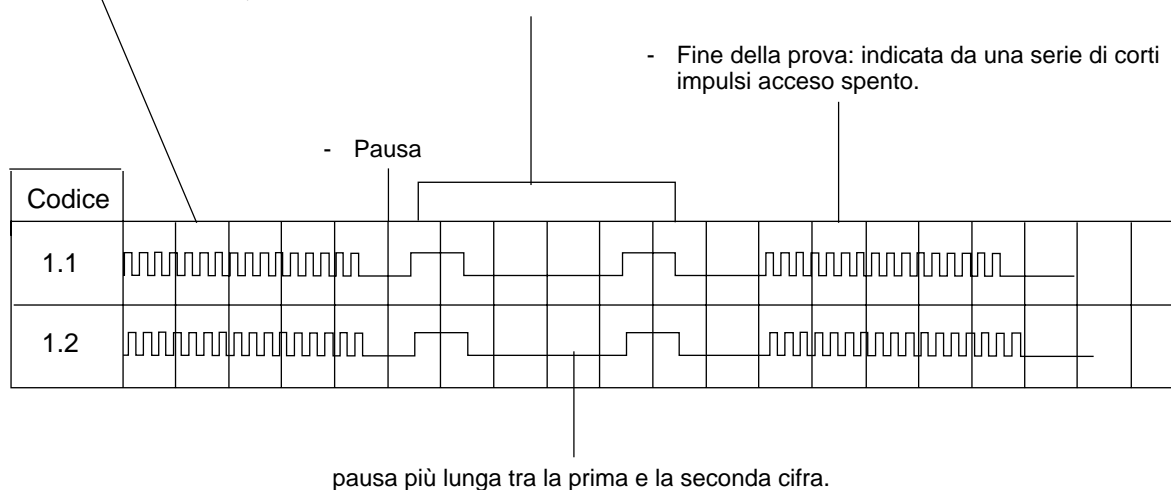 - Fine della prova: indicata da una serie di corti
impulsi acceso spento.
- Pausa
Codice
1.1
1.2
pausa più lunga tra la prima e la seconda cifra.